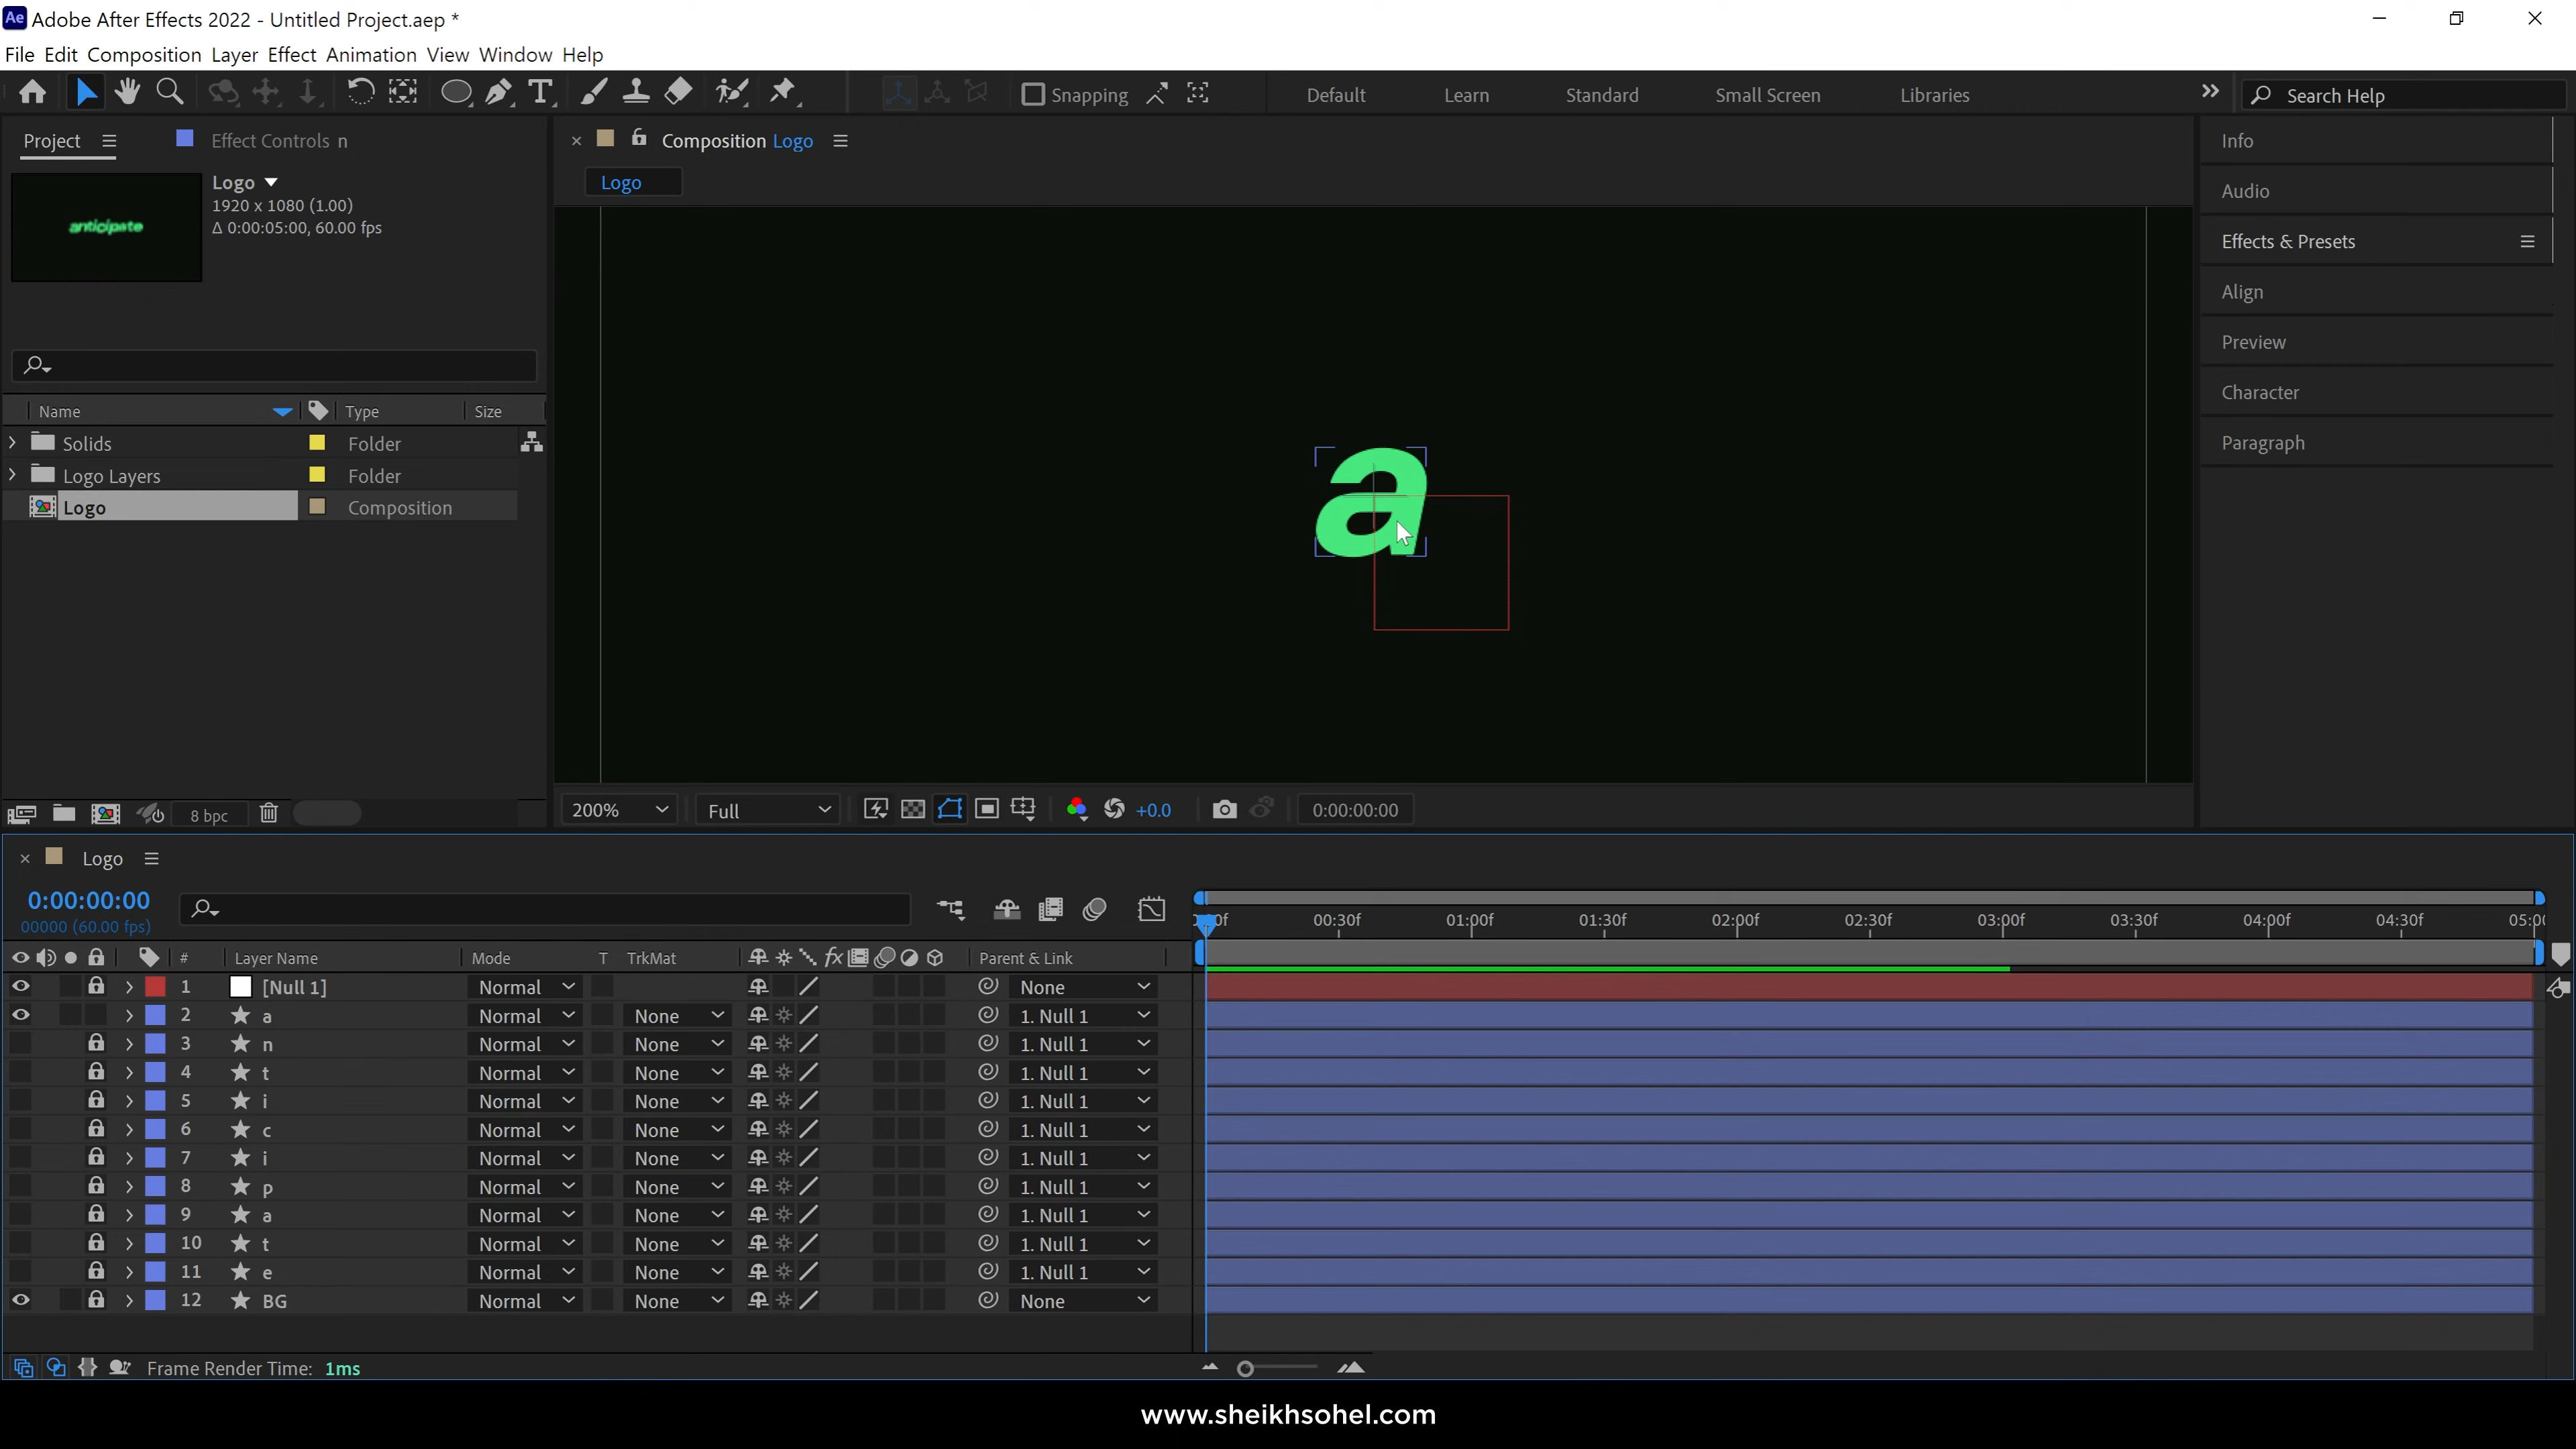 Ae Adobe After Effects 2022 - Untitled Project.aep *
File Edit Composition Layer Effect Animation View Window Help
T Snapping Default Learn Standard Small Screen Libraries Search Help
Project Effect Controls n
Composition Logo
Logo
Logo
1920 x 1080 (1.00)
Δ 0:00:05:00, 60.00 fps
anticipate
Name Type Size
Solids Folder
Logo Layers Folder
Logo Composition
a
Info
Audio
Effects & Presets
Align
Preview
Character
Paragraph
8 bpc
200% Full +0.0 0:00:00:00
Logo
0:00:00:00
00000 (60.00 fps)
00:30f 01:00f 01:30f 02:00f 02:30f 03:00f 03:30f 04:00f 04:30f
# Layer Name Mode T TrkMat fx Parent & Link
1 [Null 1] Normal None
2 a Normal None 1. Null 1
3 n Normal None 1. Null 1
4 t Normal None 1. Null 1
5 i Normal None 1. Null 1
6 c Normal None 1. Null 1
7 i Normal None 1. Null 1
8 p Normal None 1. Null 1
9 a Normal None 1. Null 1
10 t Normal None 1. Null 1
11 e Normal None 1. Null 1
12 BG Normal None None
Frame Render Time: 1ms
www.sheikhsohel.com